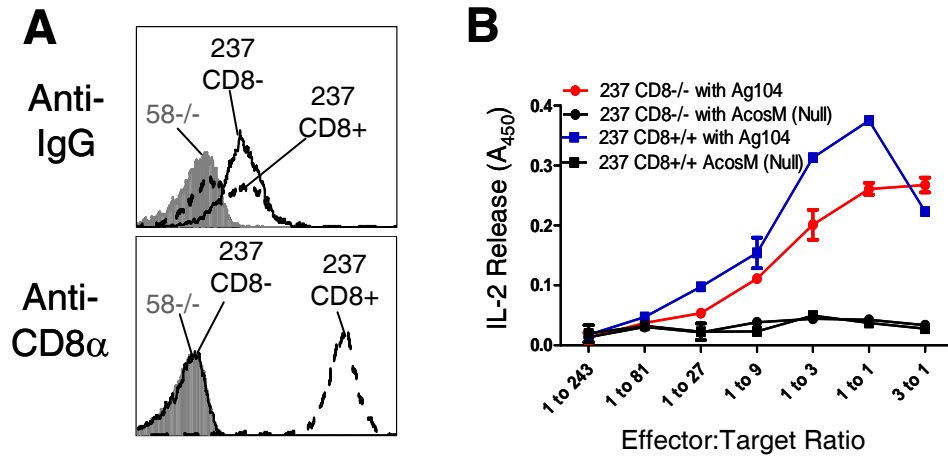 A
Anti-
IgG
237
CD8-
237
CD8+
58-/-
Anti-
CD8α
237
CD8-
237
CD8+
58-/-
B
237 CD8-/- with Ag104
237 CD8-/- with AcosM (Null)
237 CD8+/+ with Ag104
237 CD8+/+ AcosM (Null)
IL-2 Release (A450)
0.4
0.3
0.2
0.1
0.0
1 to 243
1 to 81
1 to 27
1 to 9
1 to 3
1 to 1
3 to 1
Effector:Target Ratio